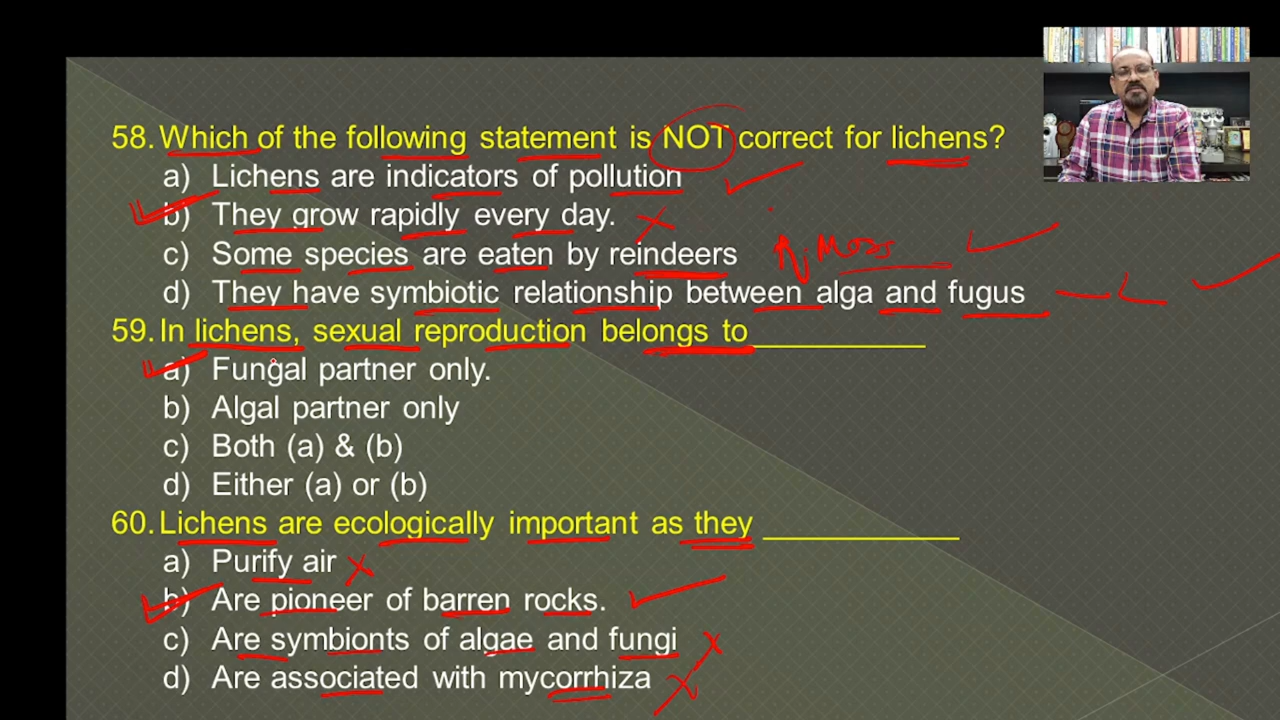 58. Which of the following statement is NOT correct for lichens?
a) Lichens are indicators of pollution
b) They grow rapidly every day.
c) Some species are eaten by reindeers Moss
d) They have symbiotic relationship between alga and fugus
59. In lichens, sexual reproduction belongs to___________
a) Fungal partner only.
b) Algal partner only
c) Both (a) & (b)
d) Either (a) or (b)
60. Lichens are ecologically important as they ____________
a) Purify air
b) Are pioneer of barren rocks.
c) Are symbionts of algae and fungi
d) Are associated with mycorrhiza